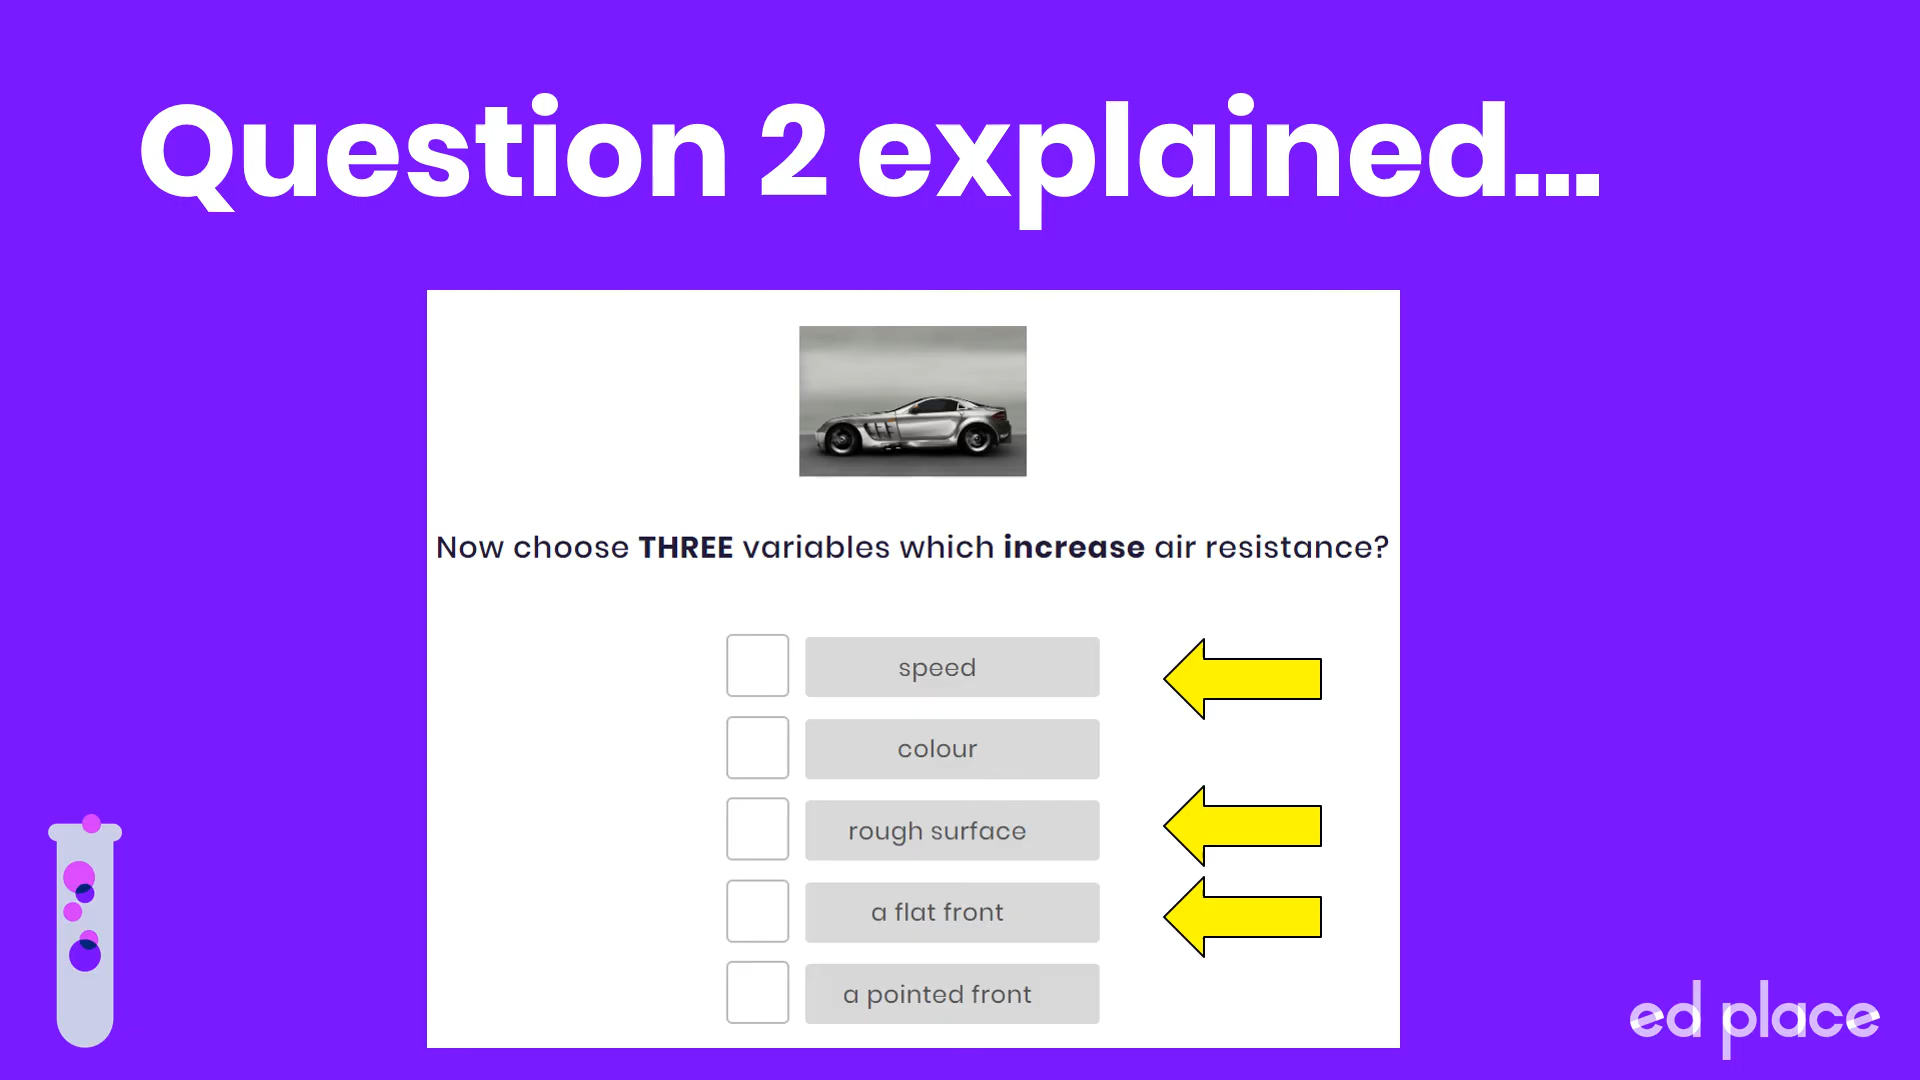 Question 2 explained...
Now choose THREE variables which increase air resistance?
speed
colour
rough surface
a flat front
a pointed front
ed place